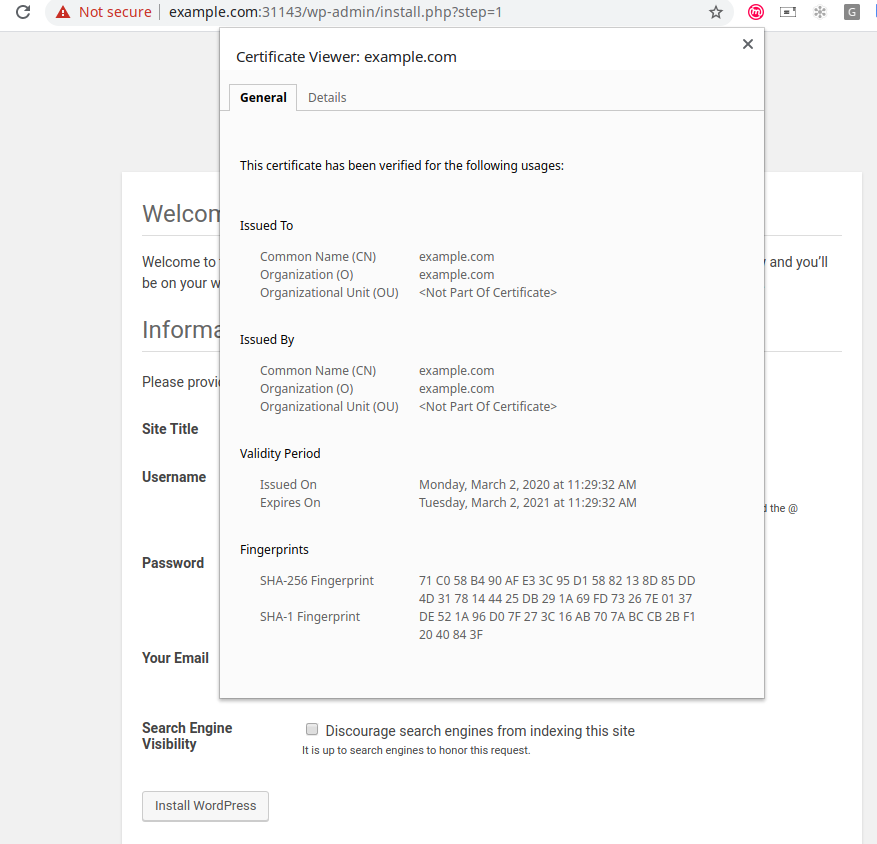 Not secure | example.com:31143/wp-admin/install.php?step=1
G
Certificate Viewer: example.com
General Details
This certificate has been verified for the following usages:
Issued To
Common Name (CN) example.com
Organization (O) example.com
Organizational Unit (OU) <Not Part Of Certificate>
Issued By
Common Name (CN) example.com
Organization (O) example.com
Organizational Unit (OU) <Not Part Of Certificate>
Validity Period
Issued On Monday, March 2, 2020 at 11:29:32 AM
Expires On Tuesday, March 2, 2021 at 11:29:32 AM
Fingerprints
SHA-256 Fingerprint 71 C0 58 B4 90 AF E3 3C 95 D1 58 82 13 8D 85 DD
4D 31 78 14 44 25 DB 29 1A 69 FD 73 26 7E 01 37
SHA-1 Fingerprint DE 52 1A 96 D0 7F 27 3C 16 AB 70 7A BC CB 2B F1
20 40 84 3F
Welcom
Welcome to and you'll
be on your w
Informa
Please provi
Site Title
Username
the @
Password
Your Email
Search Engine
Visibility
Discourage search engines from indexing this site
It is up to search engines to honor this request.
Install WordPress